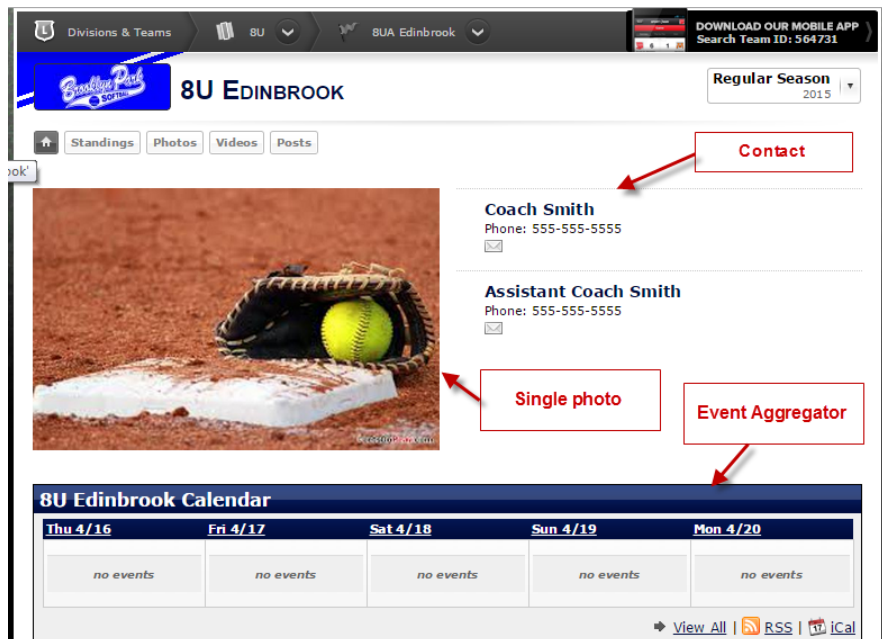 Divisions & Teams
8U
8UA Edinbrook
DOWNLOAD OUR MOBILE APP
Search Team ID: 564731
Brooklyn Park
SOFTBALL
8U EDINBROOK
Regular Season
2015
Standings
Photos
Videos
Posts
ook'
Contact
Coach Smith
Phone: 555-555-5555
Assistant Coach Smith
Phone: 555-555-5555
Single photo
Event Aggregator
8U Edinbrook Calendar
Thu 4/16 Fri 4/17 Sat 4/18 Sun 4/19 Mon 4/20
no events no events no events no events no events
View All | RSS | iCal